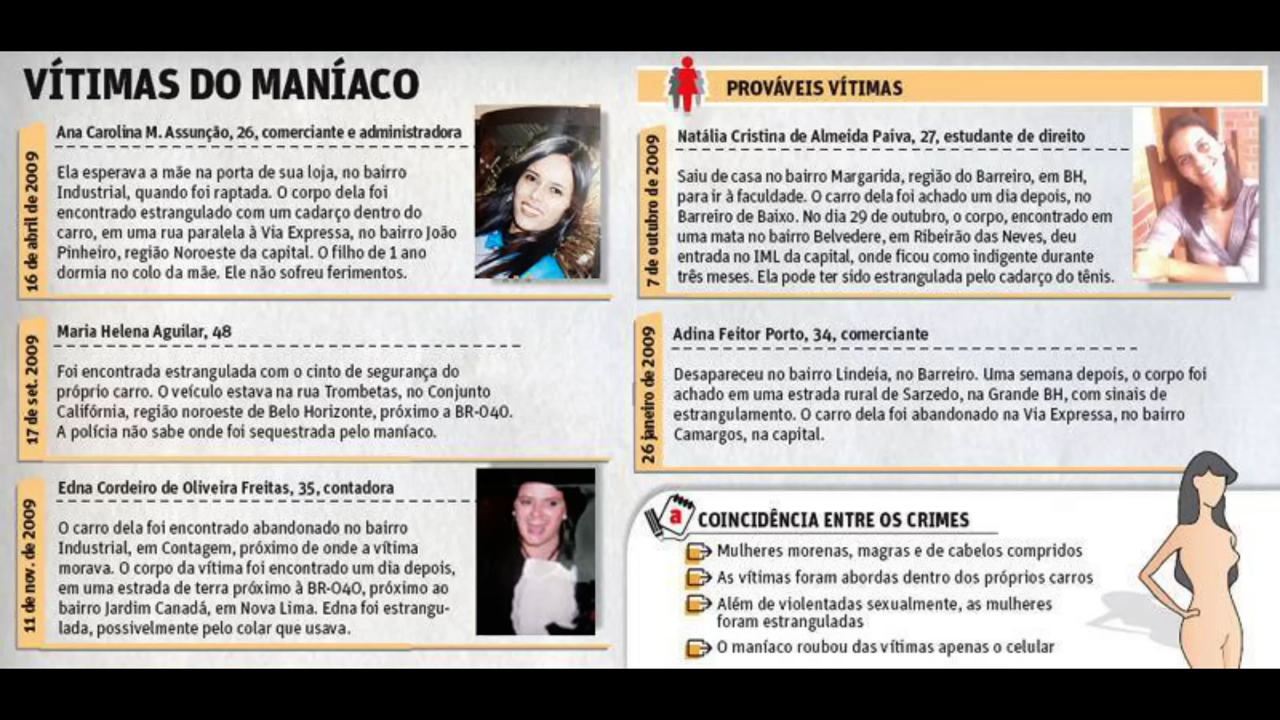 VÍTIMAS DO MANÍACO
16 de abril de 2009
Ana Carolina M. Assunção, 26, comerciante e administradora
Ela esperava a mãe na porta de sua loja, no bairro
Industrial, quando foi raptada. O corpo dela foi
encontrado estrangulado com um cadarço dentro do
carro, em uma rua paralela à Via Expressa, no bairro João
Pinheiro, região Noroeste da capital. O filho de 1 ano
dormia no colo da mãe. Ele não sofreu ferimentos.
17 de set. 2009
Maria Helena Aguilar, 48
Foi encontrada estrangulada com o cinto de segurança do
próprio carro. O veículo estava na rua Trombetas, no Conjunto
Califórnia, região noroeste de Belo Horizonte, próximo a BR-040.
A polícia não sabe onde foi sequestrada pelo maníaco.
11 de nov. de 2009
Edna Cordeiro de Oliveira Freitas, 35, contadora
O carro dela foi encontrado abandonado no bairro
Industrial, em Contagem, próximo de onde a vítima
morava. O corpo da vítima foi encontrado um dia depois,
em uma estrada de terra próximo à BR-040, próximo ao
bairro Jardim Canadá, em Nova Lima. Edna foi estrangu-
lada, possivelmente pelo colar que usava.
PROVÁVEIS VÍTIMAS
7 de outubro de 2009
Natália Cristina de Almeida Paiva, 27, estudante de direito
Saiu de casa no bairro Margarida, região do Barreiro, em BH,
para ir à faculdade. O carro dela foi achado um dia depois, no
Barreiro de Baixo. No dia 29 de outubro, o corpo, encontrado em
uma mata no bairro Belvedere, em Ribeirão das Neves, deu
entrada no IML da capital, onde ficou como indigente durante
três meses. Ela pode ter sido estrangulada pelo cadarço do tênis.
26 janeiro de 2009
Adina Feitor Porto, 34, comerciante
Desapareceu no bairro Lindeia, no Barreiro. Uma semana depois, o corpo foi
achado em uma estrada rural de Sarzedo, na Grande BH, com sinais de
estrangulamento. O carro dela foi abandonado na Via Expressa, no bairro
Camargos, na capital.
a
COINCIDÊNCIA ENTRE OS CRIMES
Mulheres morenas, magras e de cabelos compridos
As vítimas foram abordas dentro dos próprios carros
Além de violentadas sexualmente, as mulheres
foram estranguladas
O maníaco roubou das vítimas apenas o celular